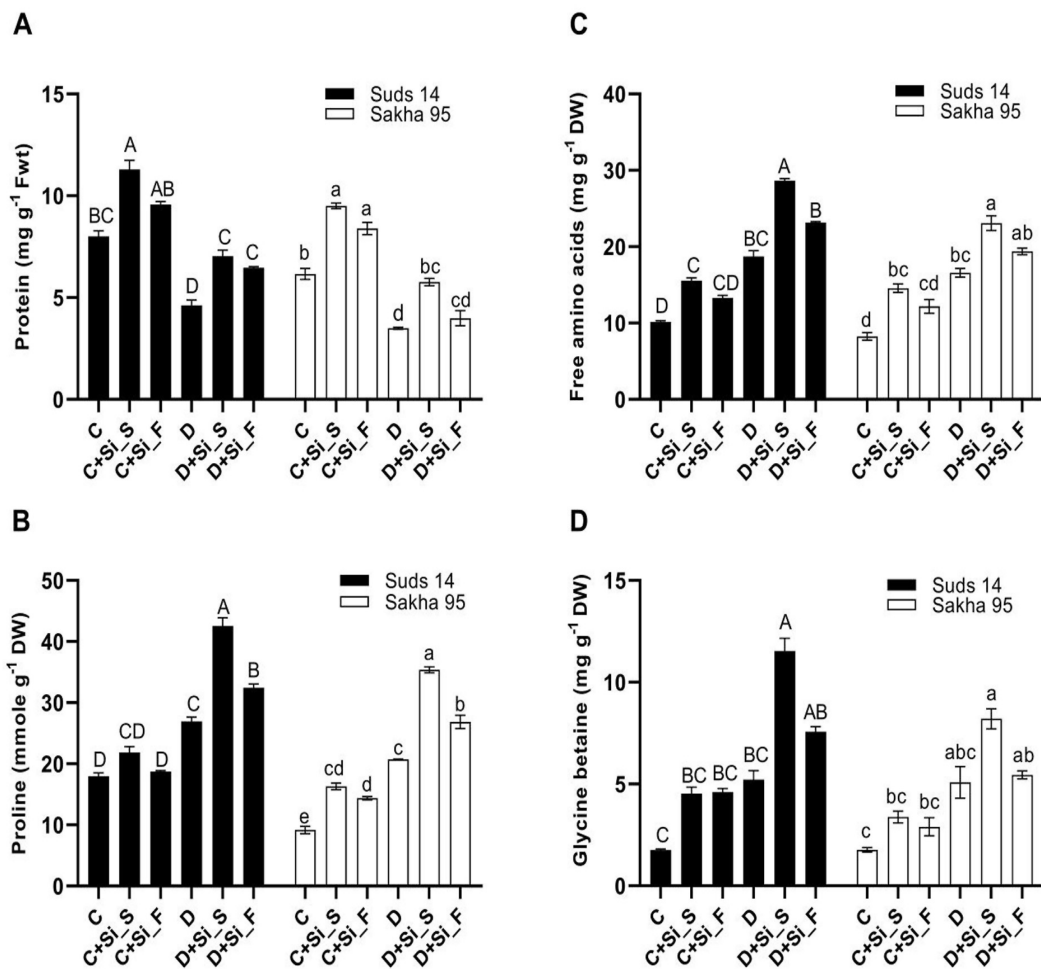 A
Protein (mg g-1 Fwt)
15
10
5
0
Suds 14
Sakha 95
BC
A
AB
D
C
C
b
a
a
d
bc
cd
C
C+Si_S
C+Si_F
D
D+Si_S
D+Si_F
C
C+Si_S
C+Si_F
D
D+Si_S
D+Si_F
C
Free amino acids (mg g-1 DW)
40
30
20
10
0
Suds 14
Sakha 95
D
C
CD
BC
A
B
d
bc
cd
bc
a
ab
C
C+Si_S
C+Si_F
D
D+Si_S
D+Si_F
C
C+Si_S
C+Si_F
D
D+Si_S
D+Si_F
B
Proline (mmole g-1 DW)
50
40
30
20
10
0
Suds 14
Sakha 95
D
CD
D
C
A
B
e
cd
d
c
a
b
C
C+Si_S
C+Si_F
D
D+Si_S
D+Si_F
C
C+Si_S
C+Si_F
D
D+Si_S
D+Si_F
D
Glycine betaine (mg g-1 DW)
15
10
5
0
Suds 14
Sakha 95
C
BC
BC
BC
A
AB
c
bc
bc
abc
a
ab
C
C+Si_S
C+Si_F
D
D+Si_S
D+Si_F
C
C+Si_S
C+Si_F
D
D+Si_S
D+Si_F